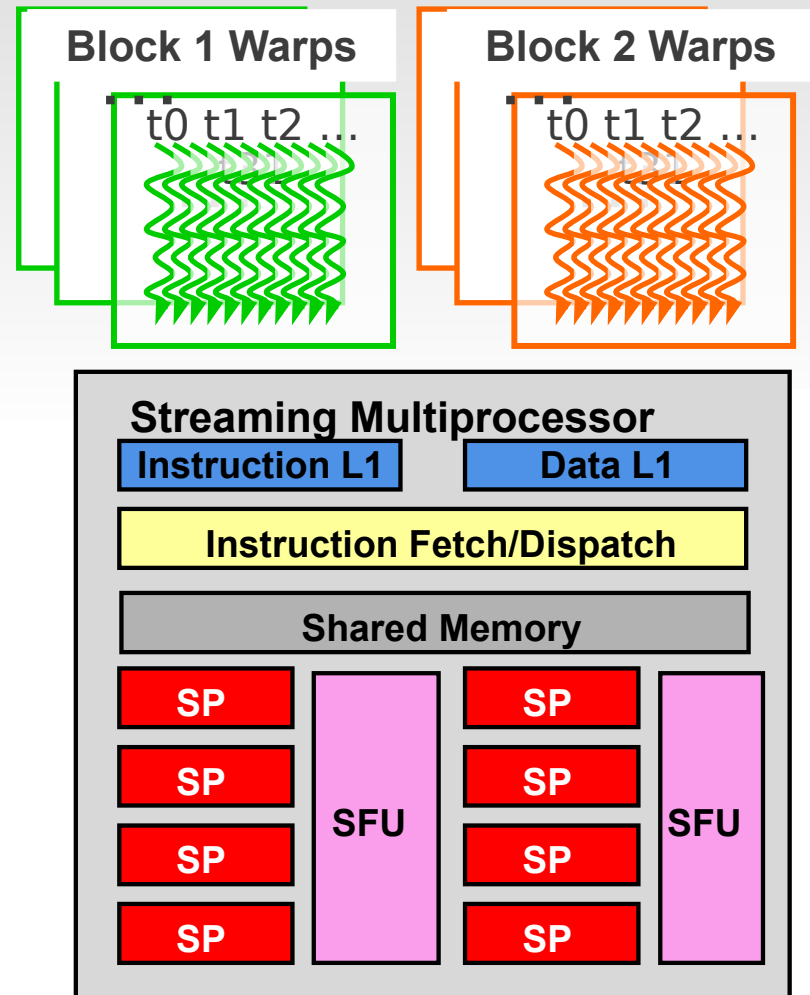 Block 1 Warps
Block 2 Warps
...
...
t0 t1 t2 ...
t0 t1 t2 ...
Streaming Multiprocessor
Instruction L1
Data L1
Instruction Fetch/Dispatch
Shared Memory
SP
SP
SP
SP
SFU
SFU
SP
SP
SP
SP